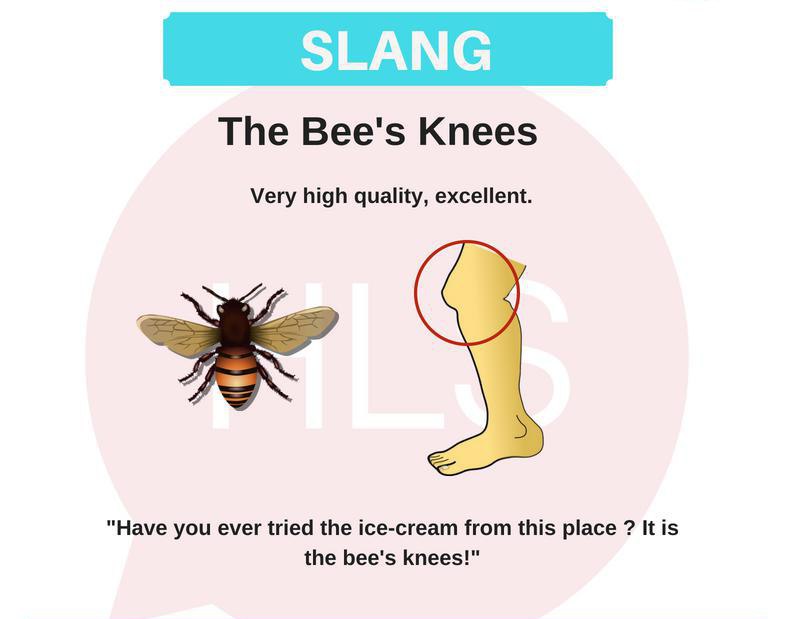 SLANG
The Bee's Knees
Very high quality, excellent.
HLS
"Have you ever tried the ice-cream from this place ? It is
the bee's knees!"